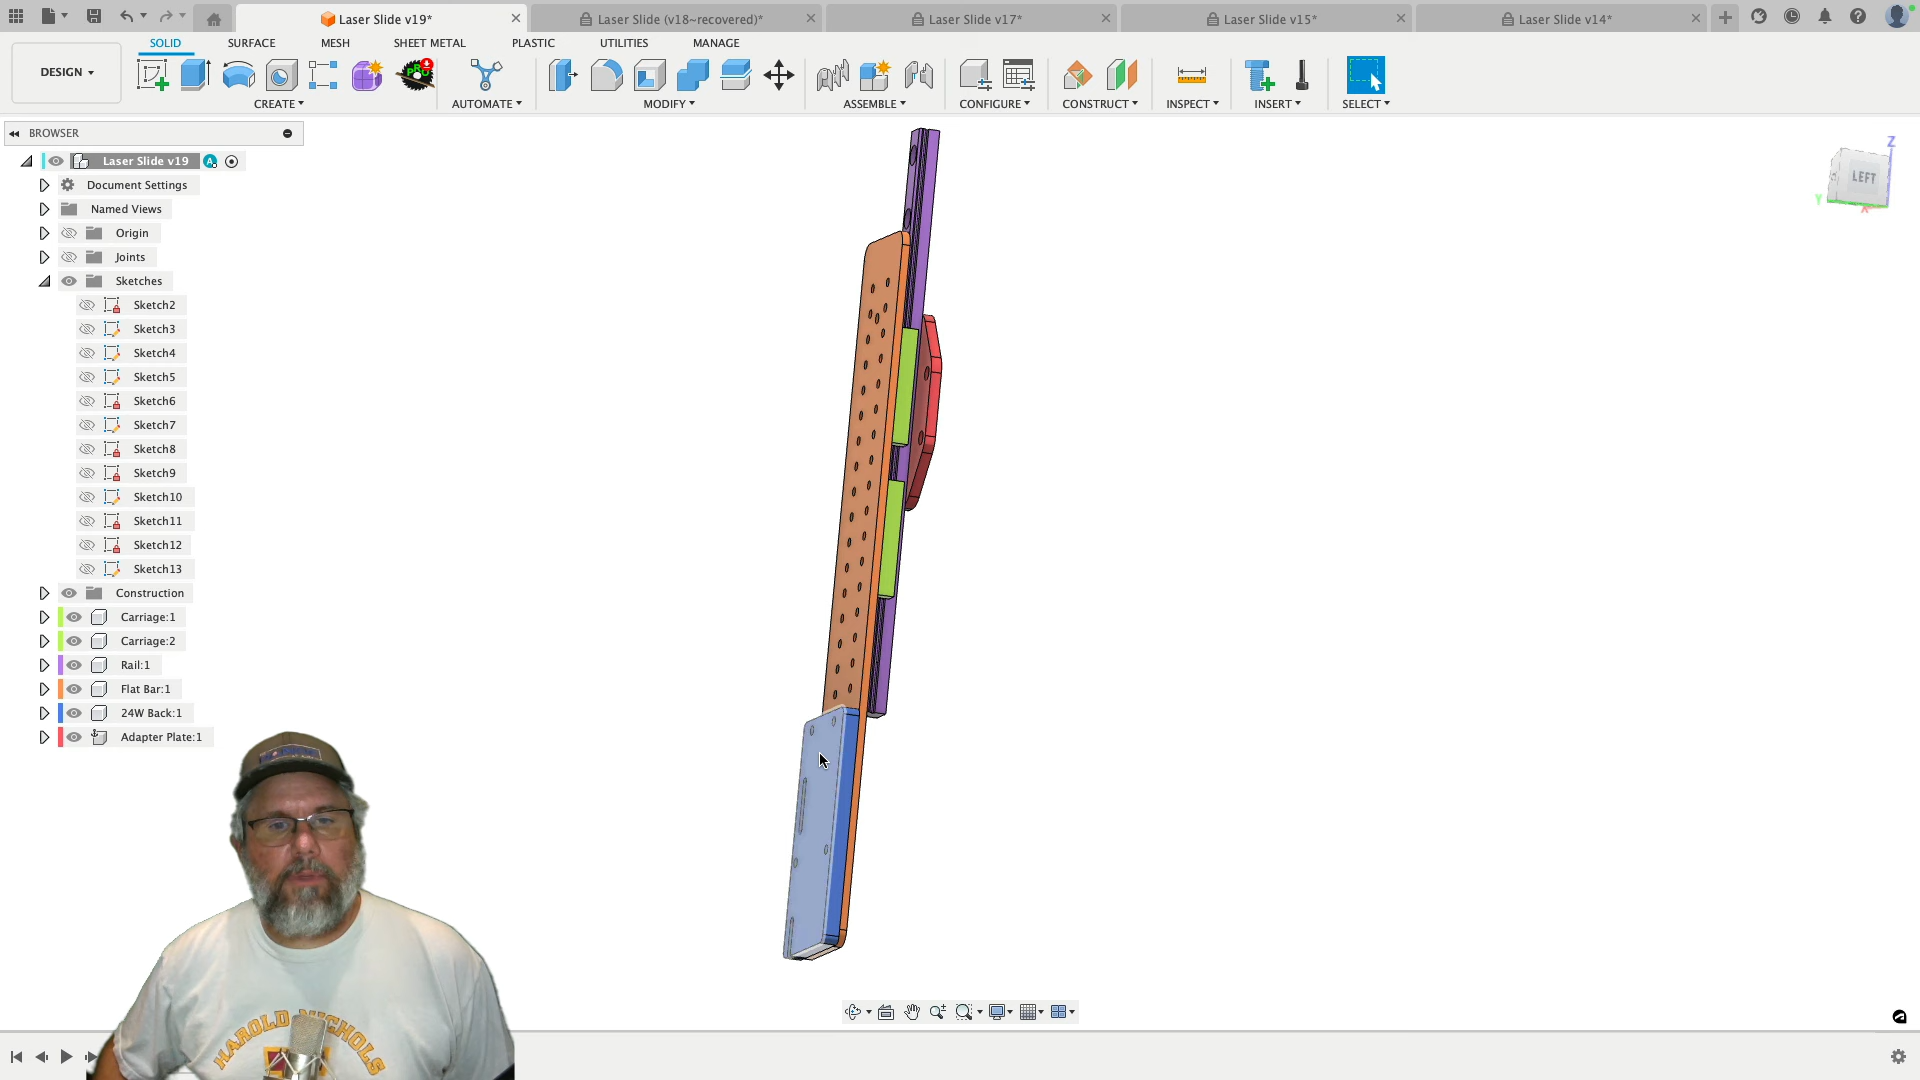 Laser Slide v19*
Laser Slide (v18~recovered)*
Laser Slide v17*
Laser Slide v15*
Laser Slide v14*
SOLID
SURFACE
MESH
SHEET METAL
PLASTIC
UTILITIES
MANAGE
DESIGN
CREATE
AUTOMATE
MODIFY
ASSEMBLE
CONFIGURE
CONSTRUCT
INSPECT
INSERT
SELECT
BROWSER
Laser Slide v19
Document Settings
Named Views
Origin
Joints
Sketches
Sketch2
Sketch3
Sketch4
Sketch5
Sketch6
Sketch7
Sketch8
Sketch9
Sketch10
Sketch11
Sketch12
Sketch13
Construction
Carriage:1
Carriage:2
Rail:1
Flat Bar:1
24W Back:1
Adapter Plate:1
Z
LEFT
Y
X
HAROLD NICHOLS